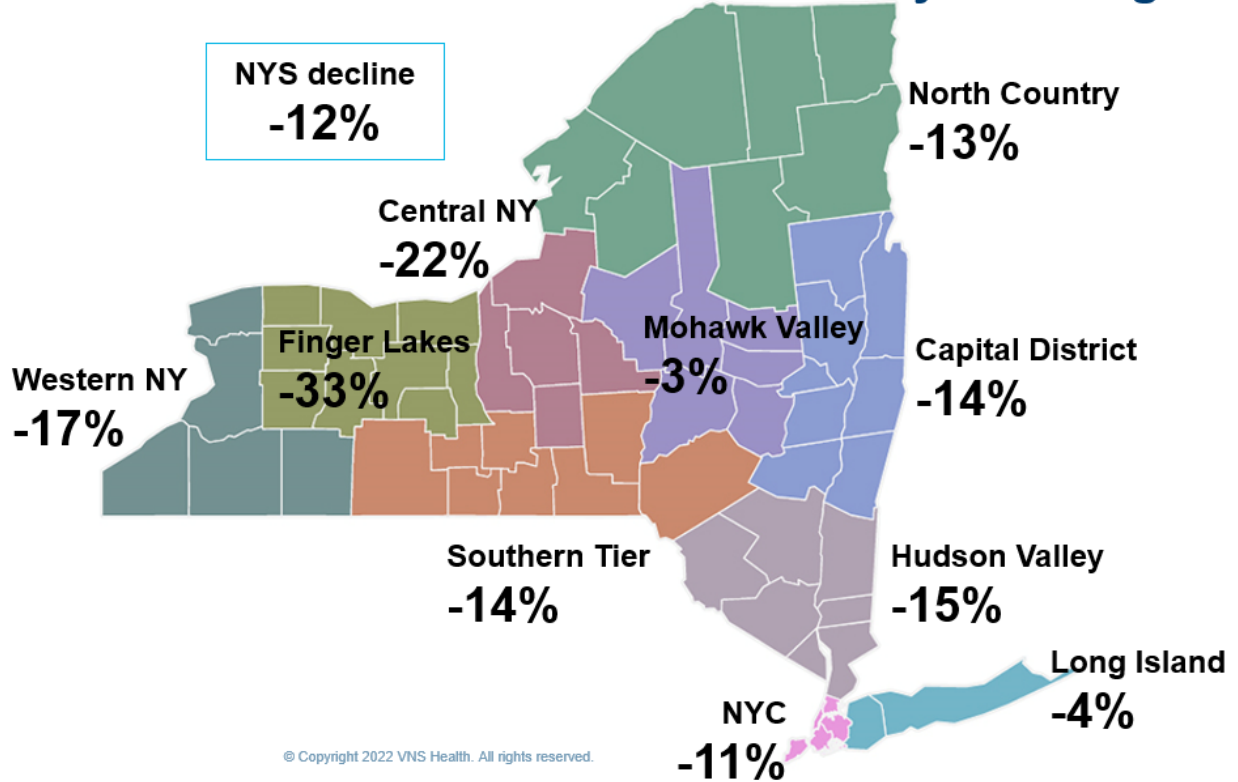 NYS decline
-12%
North Country
-13%
Central NY
-22%
Finger Lakes
-33%
Mohawk Valley
-3%
Western NY
-17%
Capital District
-14%
Southern Tier
-14%
Hudson Valley
-15%
Long Island
-4%
NYC
-11%
© Copyright 2022 VNS Health. All rights reserved.